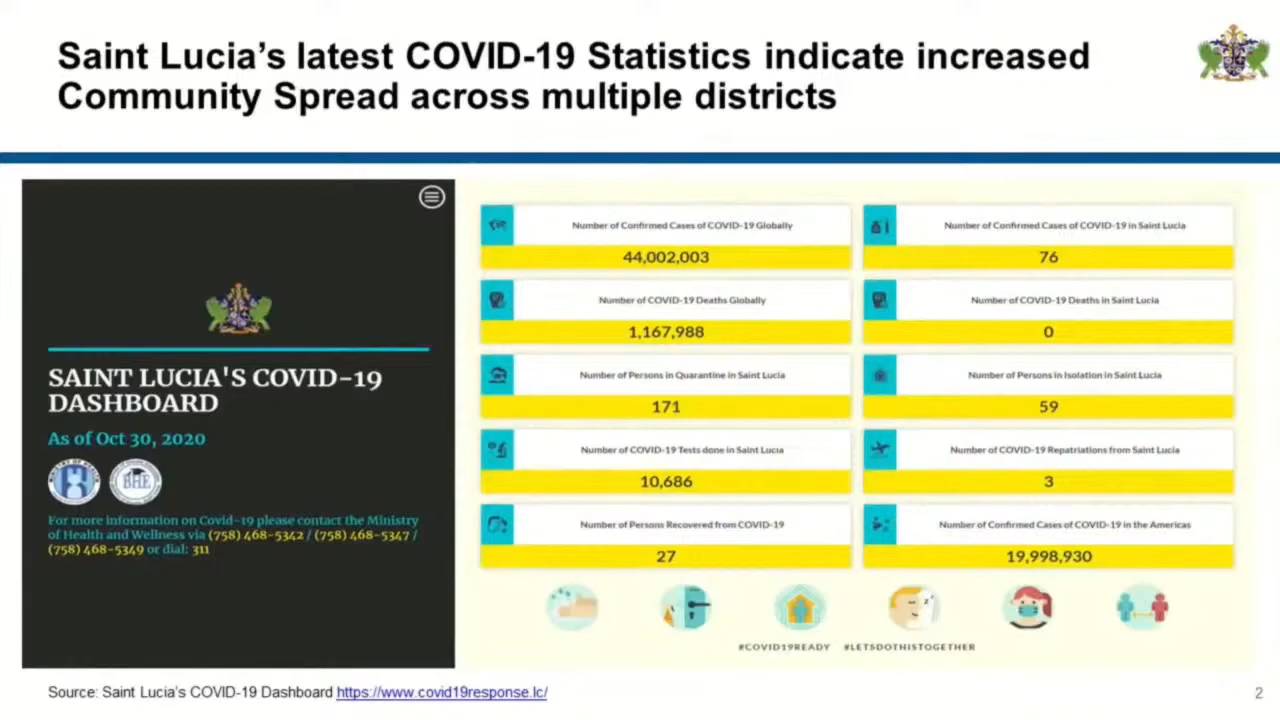 Saint Lucia's latest COVID-19 Statistics indicate increased
Community Spread across multiple districts
SAINT LUCIA'S COVID-19
DASHBOARD
As of Oct 30, 2020
BHE
For more information on Covid-19 please contact the Ministry
of Health and Wellness via (758) 468-5342 / (758) 468-5347 /
(758) 468-5349 or dial: 311
Number of Confirmed Cases of COVID-19 Globally
44,002,003
Number of Confirmed Cases of COVID-19 in Saint Lucia
76
Number of COVID-19 Deaths Globally
1,167,988
Number of COVID-19 Deaths in Saint Lucia
0
Number of Persons in Quarantine in Saint Lucia
171
Number of Persons in Isolation in Saint Lucia
59
Number of COVID-19 Tests done in Saint Lucia
10,686
Number of COVID-19 Repatriations from Saint Lucia
3
Number of Persons Recovered from COVID-19
27
Number of Confirmed Cases of COVID-19 in the Americas
19,998,930
#COVID19READY #LETSDOTHISTOGETHER
Source: Saint Lucia's COVID-19 Dashboard https://www.covid19response.lc/
2